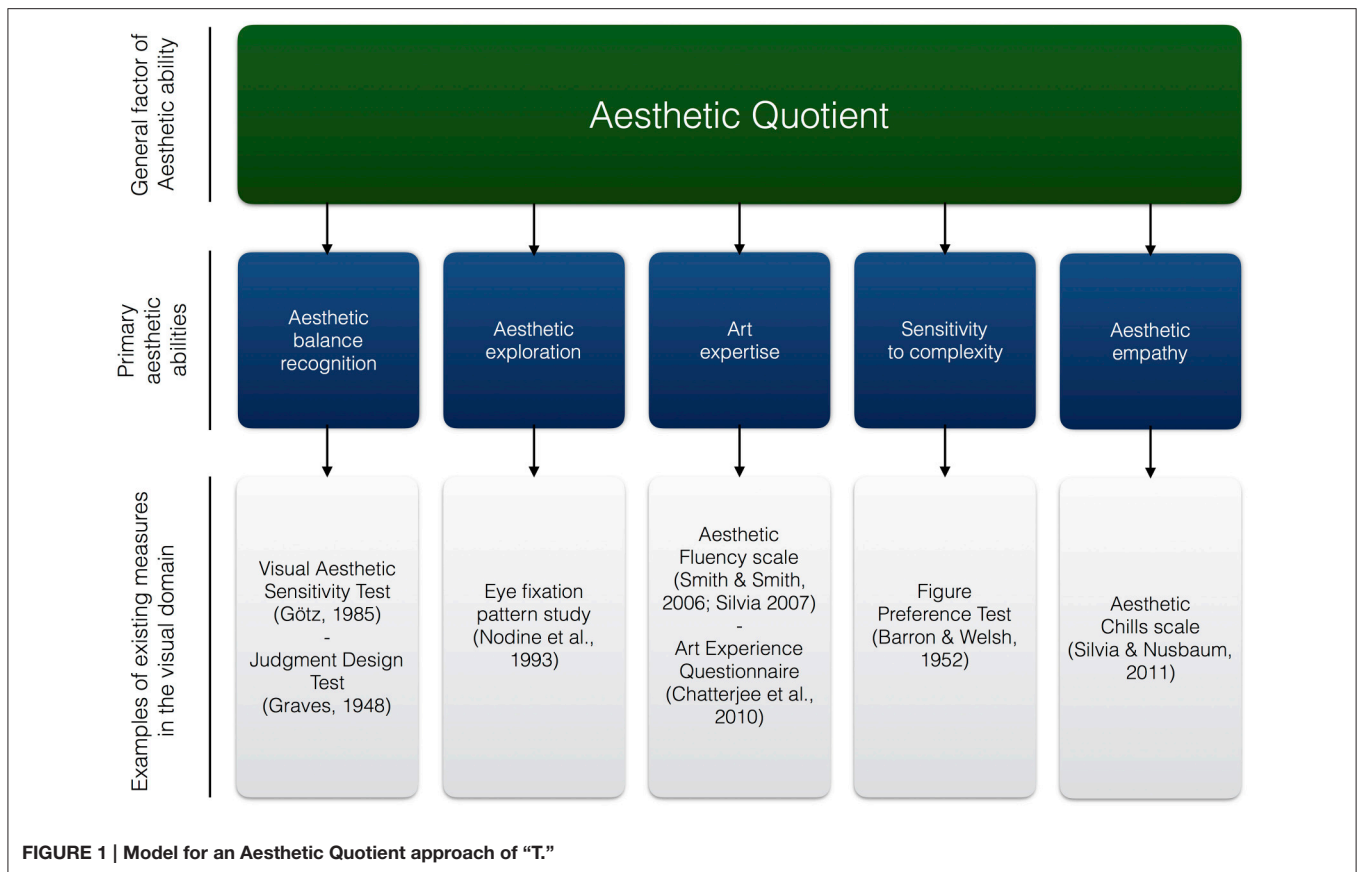 General factor of
Aesthetic ability
Aesthetic Quotient
Primary
aesthetic
abilities
Aesthetic
balance
recognition
Aesthetic
exploration
Art
expertise
Sensitivity
to complexity
Aesthetic
empathy
Examples of existing measures
in the visual domain
Visual Aesthetic
Sensitivity Test
(Götz, 1985)
-
Judgment Design
Test
(Graves, 1948)
Eye fixation
pattern study
(Nodine et al.,
1993)
Aesthetic
Fluency scale
(Smith & Smith,
2006; Silvia 2007)
-
Art Experience
Questionnaire
(Chatterjee et al.,
2010)
Figure
Preference Test
(Barron & Welsh,
1952)
Aesthetic
Chills scale
(Silvia & Nusbaum,
2011)
FIGURE 1 | Model for an Aesthetic Quotient approach of “T.”